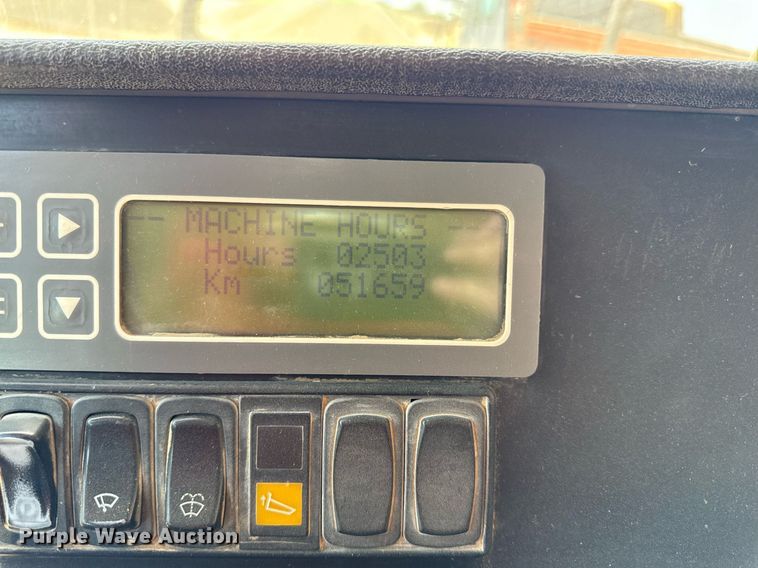 -- MACHINE HOURS --
Hours 02503
Km 051659
Purple Wave Auction